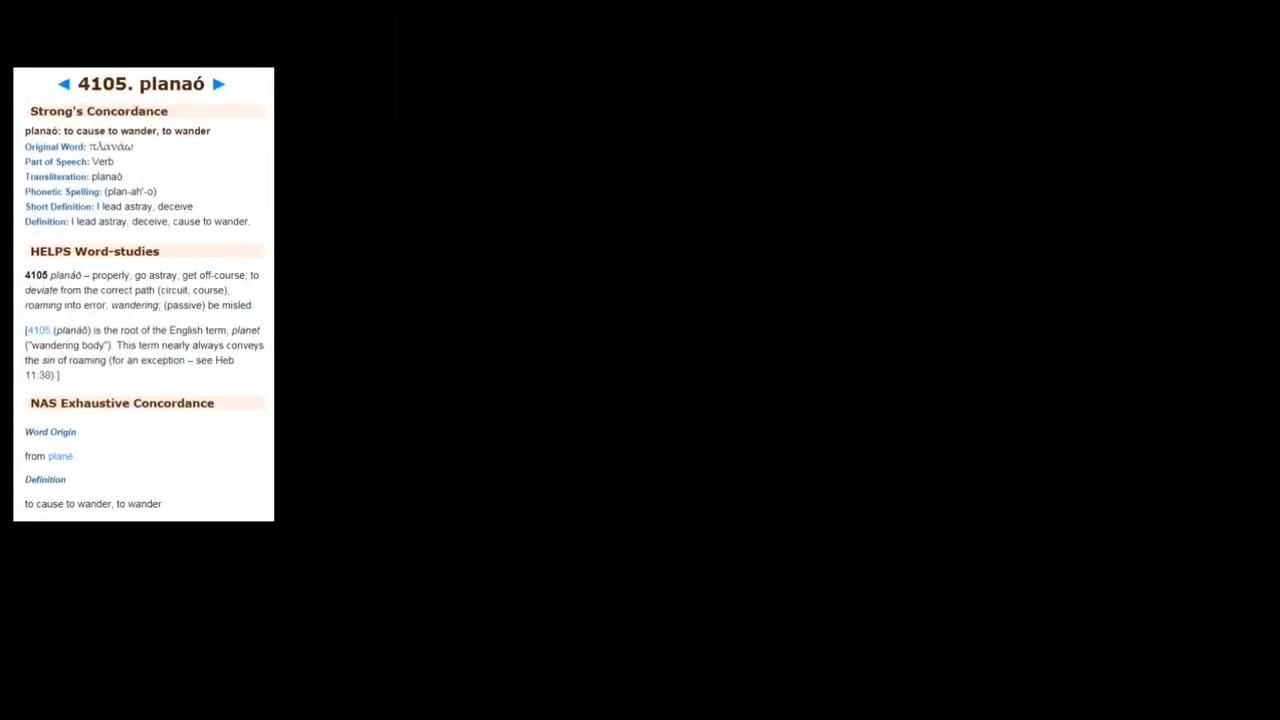 ◄ 4105. planaó ►
Strong's Concordance
planaó: to cause to wander, to wander
Original Word: πλανάω
Part of Speech: Verb
Transliteration: planaó
Phonetic Spelling: (plan-ah'-o)
Short Definition: I lead astray, deceive
Definition: I lead astray, deceive, cause to wander.
HELPS Word-studies
4105 planáō – properly, go astray, get off-course; to
deviate from the correct path (circuit, course),
roaming into error, wandering; (passive) be misled.
[4105 (planáō) is the root of the English term, planet
("wandering body"). This term nearly always conveys
the sin of roaming (for an exception – see Heb
11:38).]
NAS Exhaustive Concordance
Word Origin
from plané
Definition
to cause to wander, to wander